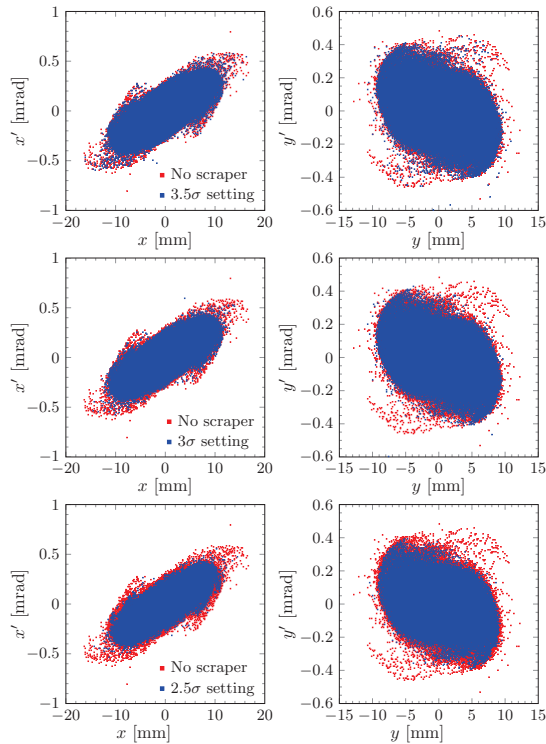 1
0.5
0
−0.5
−1
x′ [mrad]
No scraper
3.5σ setting
−20 −10 0 10 20
x [mm]
0.6
0.4
0.2
0
−0.2
−0.4
−0.6
y′ [mrad]
−15 −10 −5 0 5 10 15
y [mm]
1
0.5
0
−0.5
−1
x′ [mrad]
No scraper
3σ setting
−20 −10 0 10 20
x [mm]
0.6
0.4
0.2
0
−0.2
−0.4
−0.6
y′ [mrad]
−15 −10 −5 0 5 10 15
y [mm]
1
0.5
0
−0.5
−1
x′ [mrad]
No scraper
2.5σ setting
−20 −10 0 10 20
x [mm]
0.6
0.4
0.2
0
−0.2
−0.4
−0.6
y′ [mrad]
−15 −10 −5 0 5 10 15
y [mm]